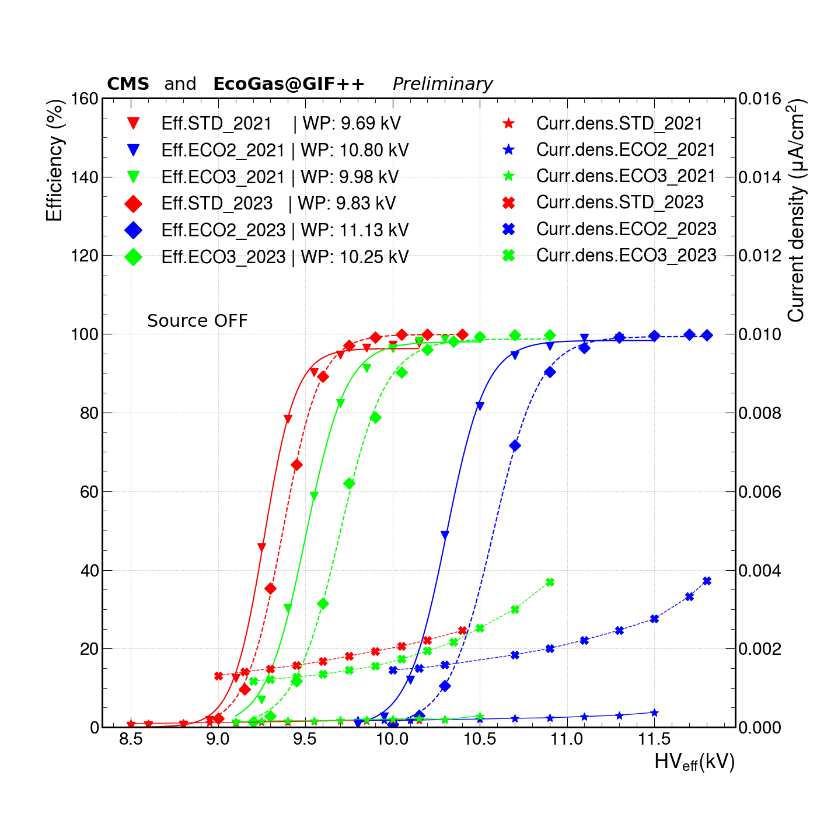 CMS and EcoGas@GIF++ Preliminary
Efficiency (%)
160
140
120
100
80
60
40
20
0
Eff.STD_2021 | WP: 9.69 kV
Eff.ECO2_2021 | WP: 10.80 kV
Eff.ECO3_2021 | WP: 9.98 kV
Eff.STD_2023 | WP: 9.83 kV
Eff.ECO2_2023 | WP: 11.13 kV
Eff.ECO3_2023 | WP: 10.25 kV
Curr.dens.STD_2021
Curr.dens.ECO2_2021
Curr.dens.ECO3_2021
Curr.dens.STD_2023
Curr.dens.ECO2_2023
Curr.dens.ECO3_2023
Source OFF
0.016
0.014
0.012
0.010
0.008
0.006
0.004
0.002
0.000
Current density (μA/cm²)
8.5 9.0 9.5 10.0 10.5 11.0 11.5
HVeff(kV)